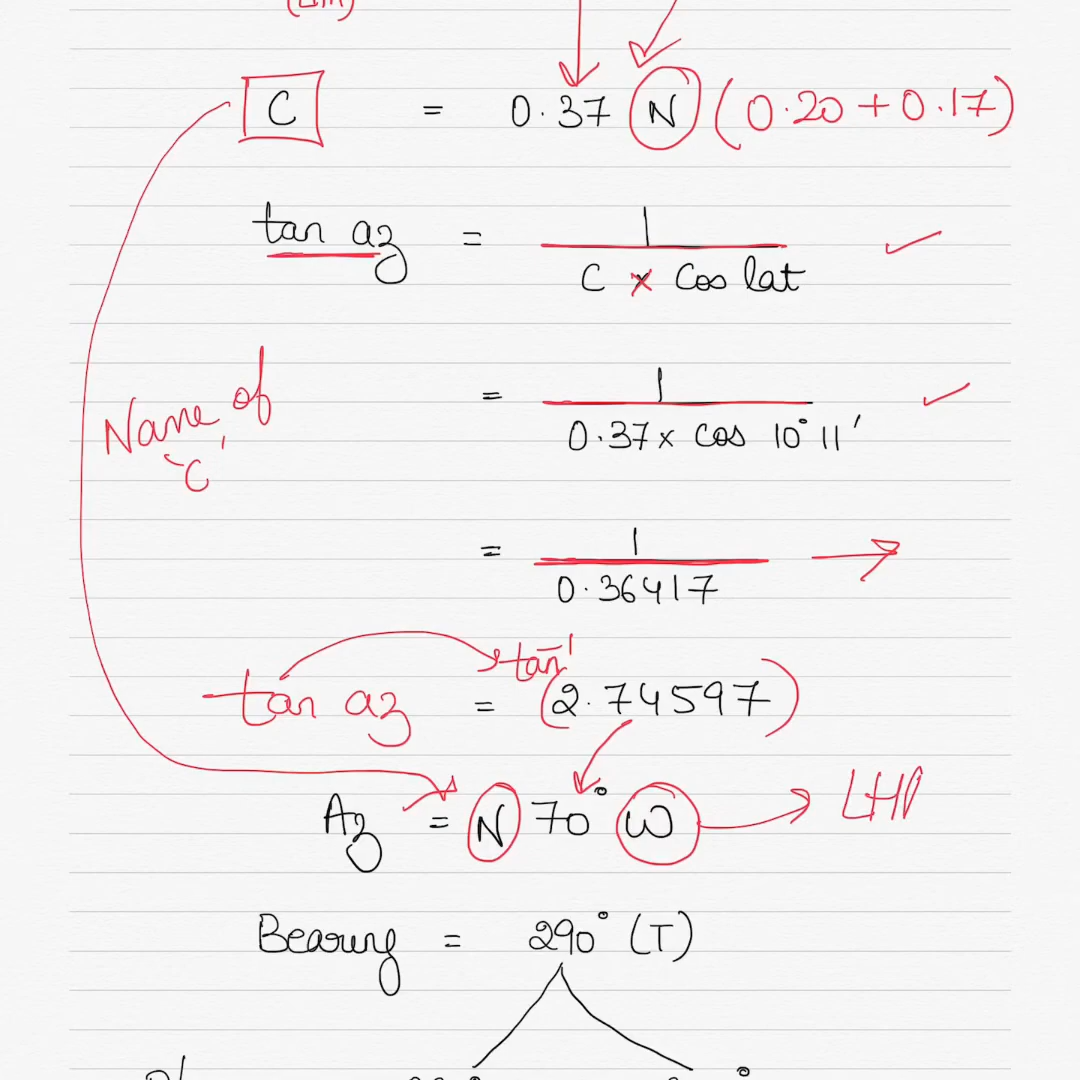 C = 0.37 N (0.20 + 0.17)
tan az = 1 / C x Cos lat
Name of 'C' = 1 / 0.37 x cos 10° 11'
= 1 / 0.36417
tan az = tan⁻¹ (2.74597)
Az = N 70° W → LHA
Bearing = 290° (T)